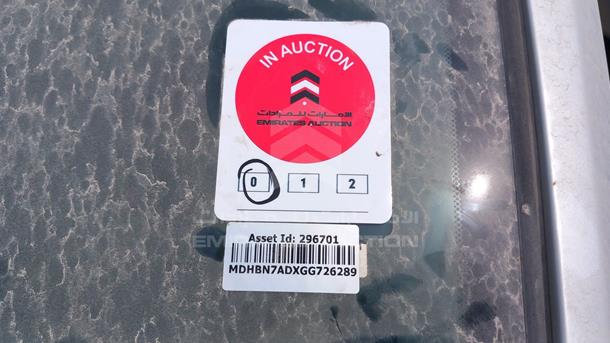 IN AUCTION
الامارات للمزادات
EMIRATES AUCTION
0 1 2
Asset Id: 296701
MDHBN7ADXGG726289